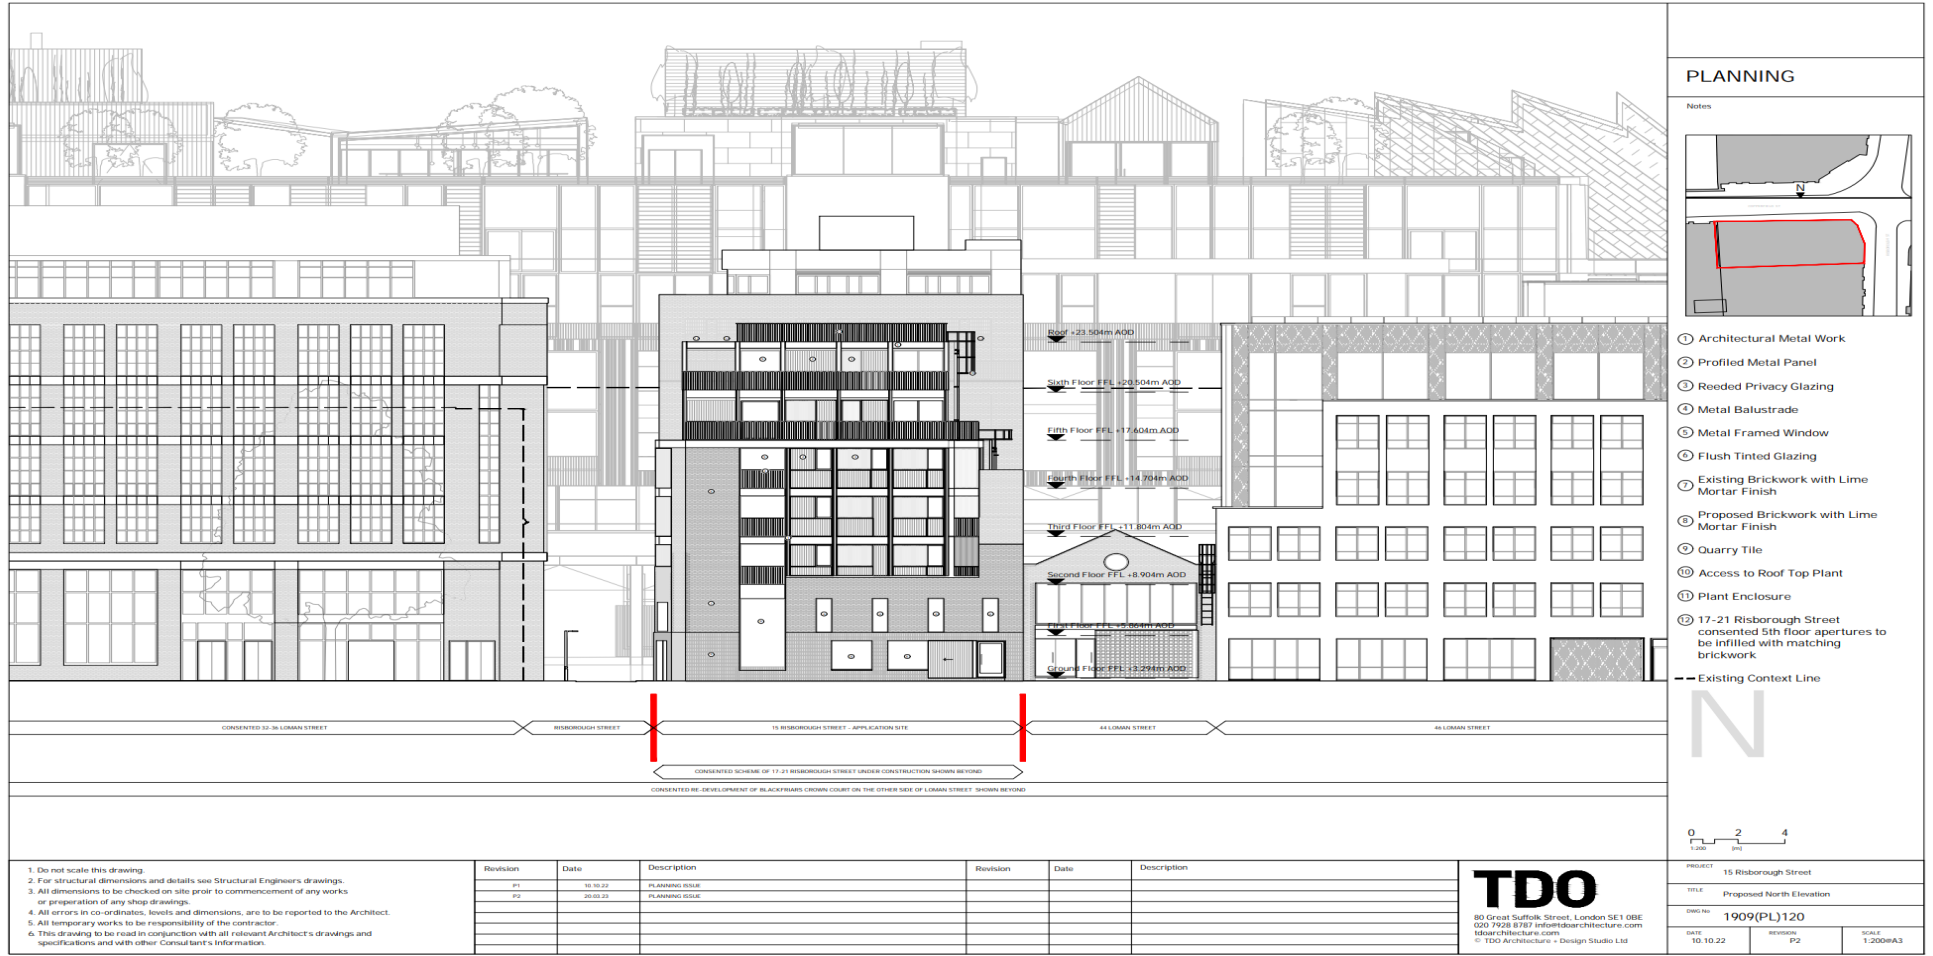 PLANNING
Notes
N
1 Architectural Metal Work
2 Profiled Metal Panel
3 Reeded Privacy Glazing
4 Metal Balustrade
5 Metal Framed Window
6 Flush Tinted Glazing
7 Existing Brickwork with Lime
Mortar Finish
8 Proposed Brickwork with Lime
Mortar Finish
9 Quarry Tile
10 Access to Roof Top Plant
11 Plant Enclosure
12 17-21 Risborough Street
consented 5th floor apertures to
be infilled with matching
brickwork
Existing Context Line
N
0 2 4
1:200 [m]
Roof +23.504m AOD
Sixth Floor FFL +20.504m AOD
Fifth Floor FFL +17.604m AOD
Fourth Floor FFL +14.704m AOD
Third Floor FFL +11.804m AOD
Second Floor FFL +8.904m AOD
First Floor FFL +5.864m AOD
Ground Floor FFL +3.294m AOD
CONSENTED 32-36 LOMAN STREET
RISBOROUGH STREET
15 RISBOROUGH STREET - APPLICATION SITE
44 LOMAN STREET
46 LOMAN STREET
CONSENTED SCHEME OF 17-21 RISBOROUGH STREET UNDER CONSTRUCTION SHOWN BEYOND
CONSENTED RE-DEVELOPMENT OF BLACKFRIARS CROWN COURT ON THE OTHER SIDE OF LOMAN STREET SHOWN BEYOND
1. Do not scale this drawing.
2. For structural dimensions and details see Structural Engineers drawings.
3. All dimensions to be checked on site proir to commencement of any works
or preperation of any shop drawings.
4. All errors in co-ordinates, levels and dimensions, are to be reported to the Architect.
5. All temporary works to be responsibility of the contractor.
6. This drawing to be read in conjunction with all relevant Architect's drawings and
specifications and with other Consultant's Information.
Revision Date Description Revision Date Description
P1 10.10.22 PLANNING ISSUE
P2 20.03.23 PLANNING ISSUE
TDO
80 Great Suffolk Street, London SE1 0BE
020 7928 8787 info@tdoarchitecture.com
tdoarchitecture.com
© TDO Architecture + Design Studio Ltd
PROJECT
15 Risborough Street
TITLE
Proposed North Elevation
DWG No
1909(PL)120
DATE REVISION SCALE
10.10.22 P2 1:200@A3